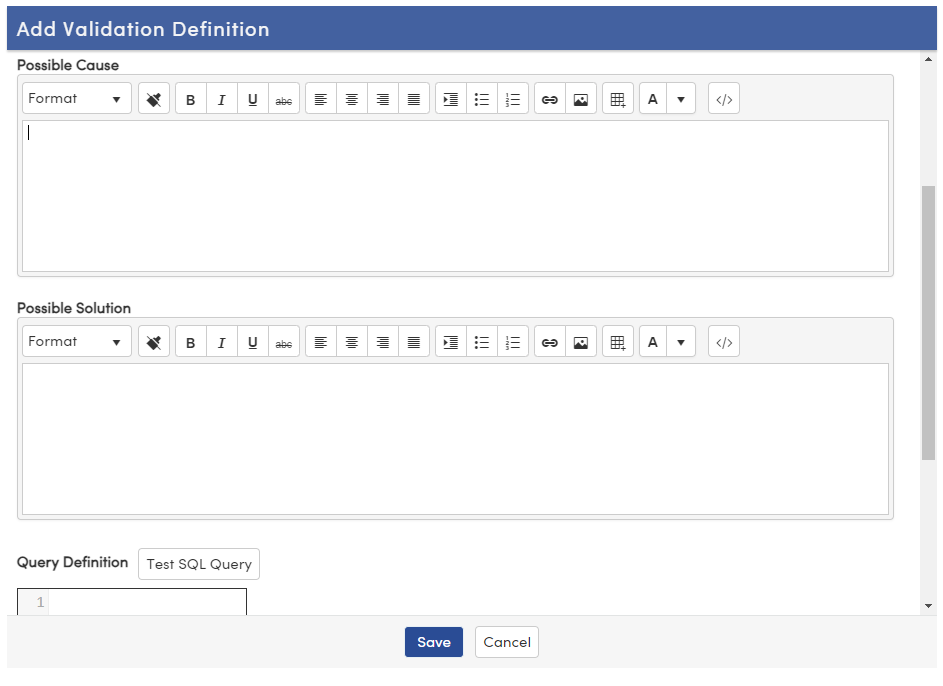 Add Validation Definition
Possible Cause
Format B I U abc A </>
Possible Solution
Format B I U abc A </>
Query Definition Test SQL Query
1
Save Cancel